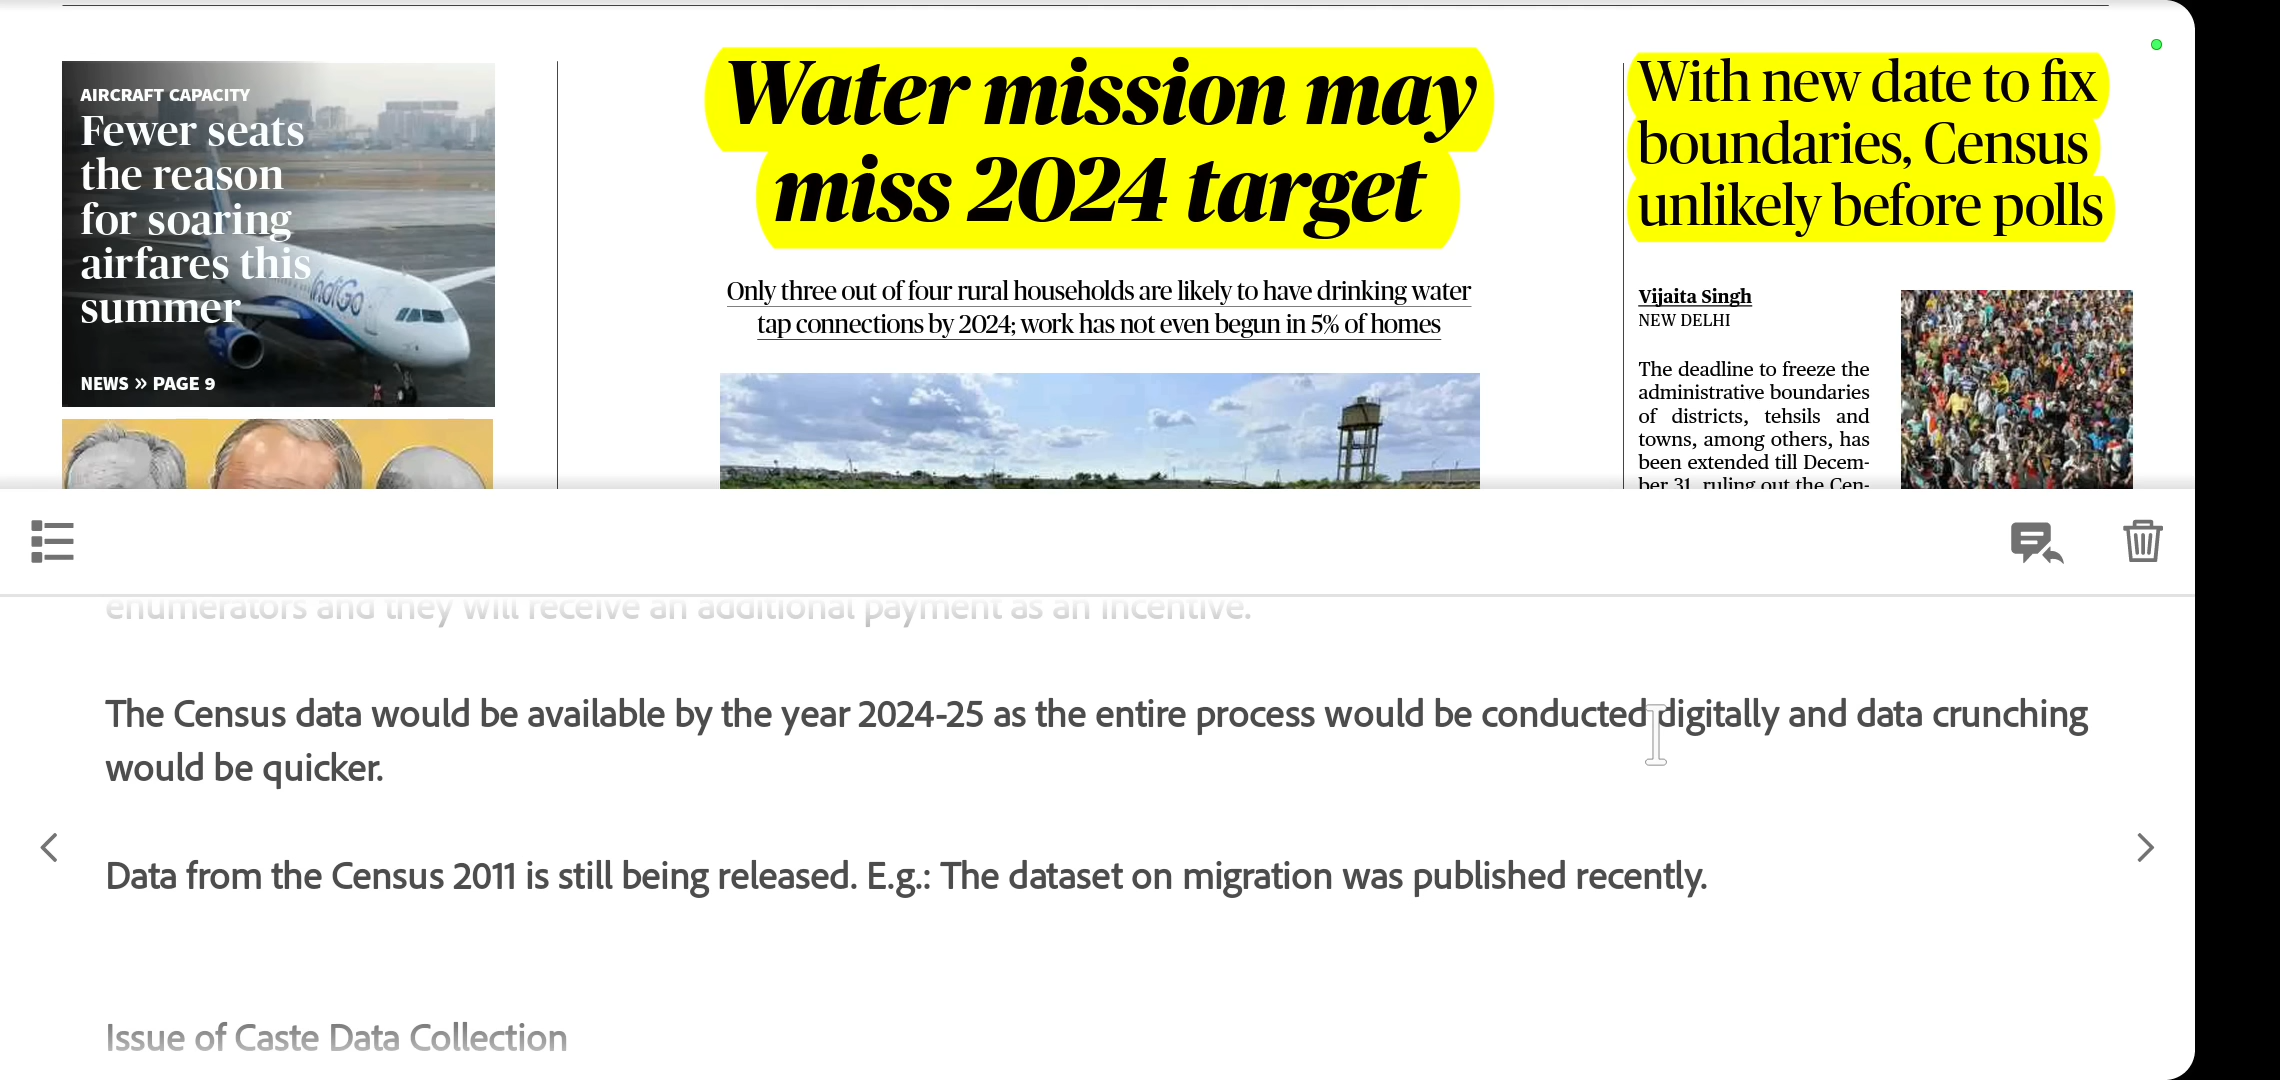 AIRCRAFT CAPACITY
Fewer seats
the reason
for soaring
airfares this
summer
IndiGo
NEWS » PAGE 9
Water mission may
miss 2024 target
Only three out of four rural households are likely to have drinking water
tap connections by 2024; work has not even begun in 5% of homes
With new date to fix
boundaries, Census
unlikely before polls
Vijaita Singh
NEW DELHI
The deadline to freeze the
administrative boundaries
of districts, tehsils and
towns, among others, has
been extended till Decem-
ber 31, ruling out the Cen-
enumerators and they will receive an additional payment as an incentive.
The Census data would be available by the year 2024-25 as the entire process would be conducted digitally and data crunching
would be quicker.
Data from the Census 2011 is still being released. E.g.: The dataset on migration was published recently.
Issue of Caste Data Collection